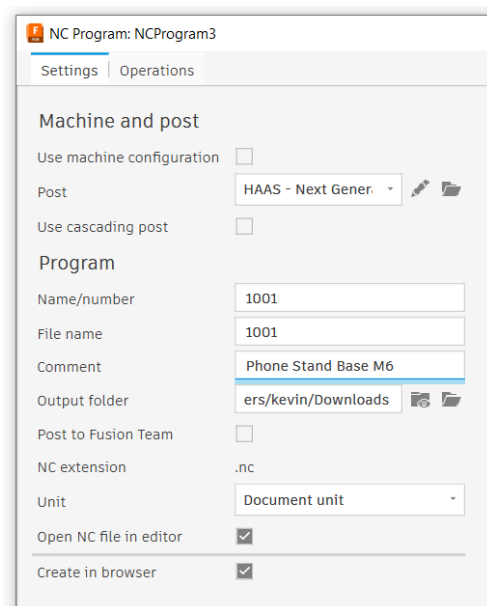 NC Program: NCProgram3
Settings | Operations
Machine and post
Use machine configuration
Post HAAS - Next Gener
Use cascading post
Program
Name/number 1001
File name 1001
Comment Phone Stand Base M6
Output folder ers/kevin/Downloads
Post to Fusion Team
NC extension .nc
Unit Document unit
Open NC file in editor
Create in browser